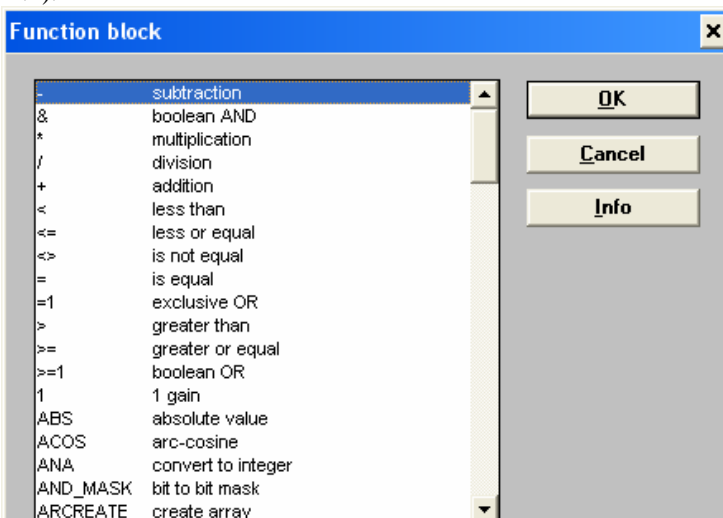 Function block
- subtraction
& boolean AND
* multiplication
/ division
+ addition
< less than
<= less or equal
<> is not equal
= is equal
=1 exclusive OR
> greater than
>= greater or equal
>=1 boolean OR
1 1 gain
ABS absolute value
ACOS arc-cosine
ANA convert to integer
AND_MASK bit to bit mask
ARCREATE create array
OK
Cancel
Info